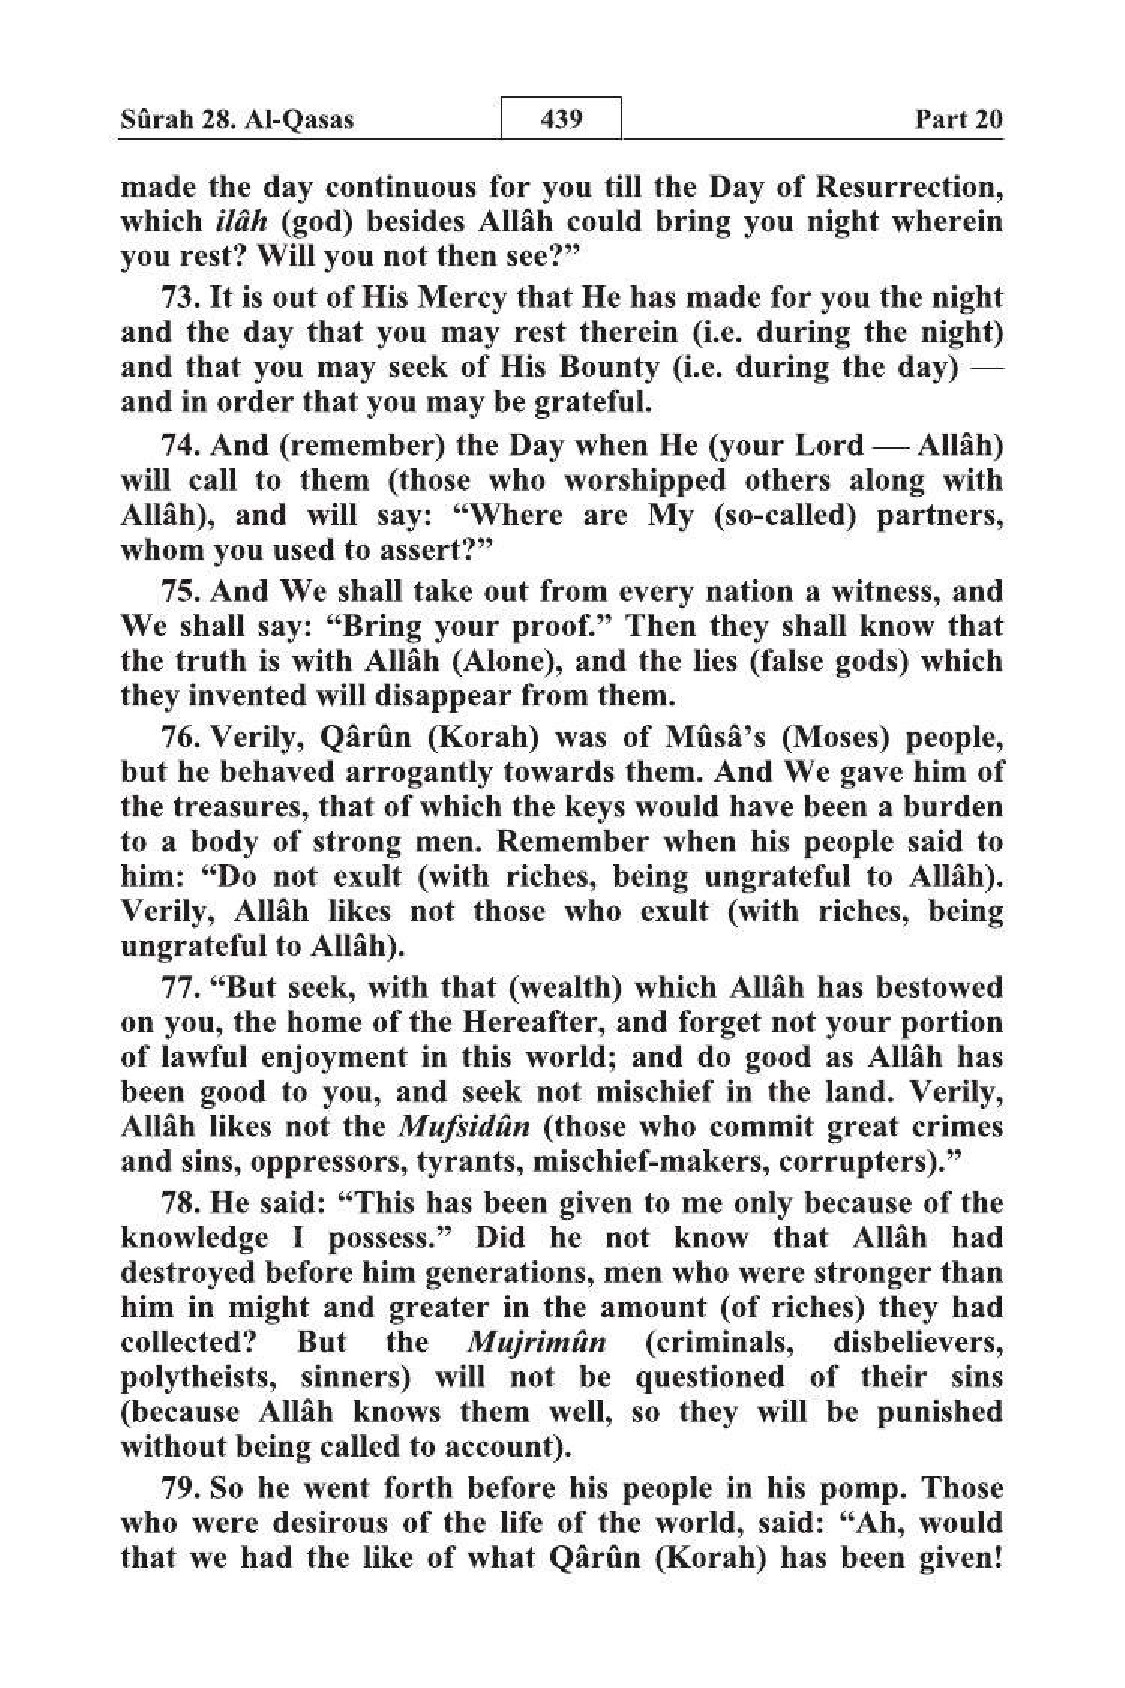 Sûrah 28. Al-Qasas 439 Part 20
made the day continuous for you till the Day of Resurrection,
which ilâh (god) besides Allâh could bring you night wherein
you rest? Will you not then see?”
73. It is out of His Mercy that He has made for you the night
and the day that you may rest therein (i.e. during the night)
and that you may seek of His Bounty (i.e. during the day) —
and in order that you may be grateful.
74. And (remember) the Day when He (your Lord — Allâh)
will call to them (those who worshipped others along with
Allâh), and will say: “Where are My (so-called) partners,
whom you used to assert?”
75. And We shall take out from every nation a witness, and
We shall say: “Bring your proof.” Then they shall know that
the truth is with Allâh (Alone), and the lies (false gods) which
they invented will disappear from them.
76. Verily, Qârûn (Korah) was of Mûsâ’s (Moses) people,
but he behaved arrogantly towards them. And We gave him of
the treasures, that of which the keys would have been a burden
to a body of strong men. Remember when his people said to
him: “Do not exult (with riches, being ungrateful to Allâh).
Verily, Allâh likes not those who exult (with riches, being
ungrateful to Allâh).
77. “But seek, with that (wealth) which Allâh has bestowed
on you, the home of the Hereafter, and forget not your portion
of lawful enjoyment in this world; and do good as Allâh has
been good to you, and seek not mischief in the land. Verily,
Allâh likes not the Mufsidûn (those who commit great crimes
and sins, oppressors, tyrants, mischief-makers, corrupters).”
78. He said: “This has been given to me only because of the
knowledge I possess.” Did he not know that Allâh had
destroyed before him generations, men who were stronger than
him in might and greater in the amount (of riches) they had
collected? But the Mujrimûn (criminals, disbelievers,
polytheists, sinners) will not be questioned of their sins
(because Allâh knows them well, so they will be punished
without being called to account).
79. So he went forth before his people in his pomp. Those
who were desirous of the life of the world, said: “Ah, would
that we had the like of what Qârûn (Korah) has been given!